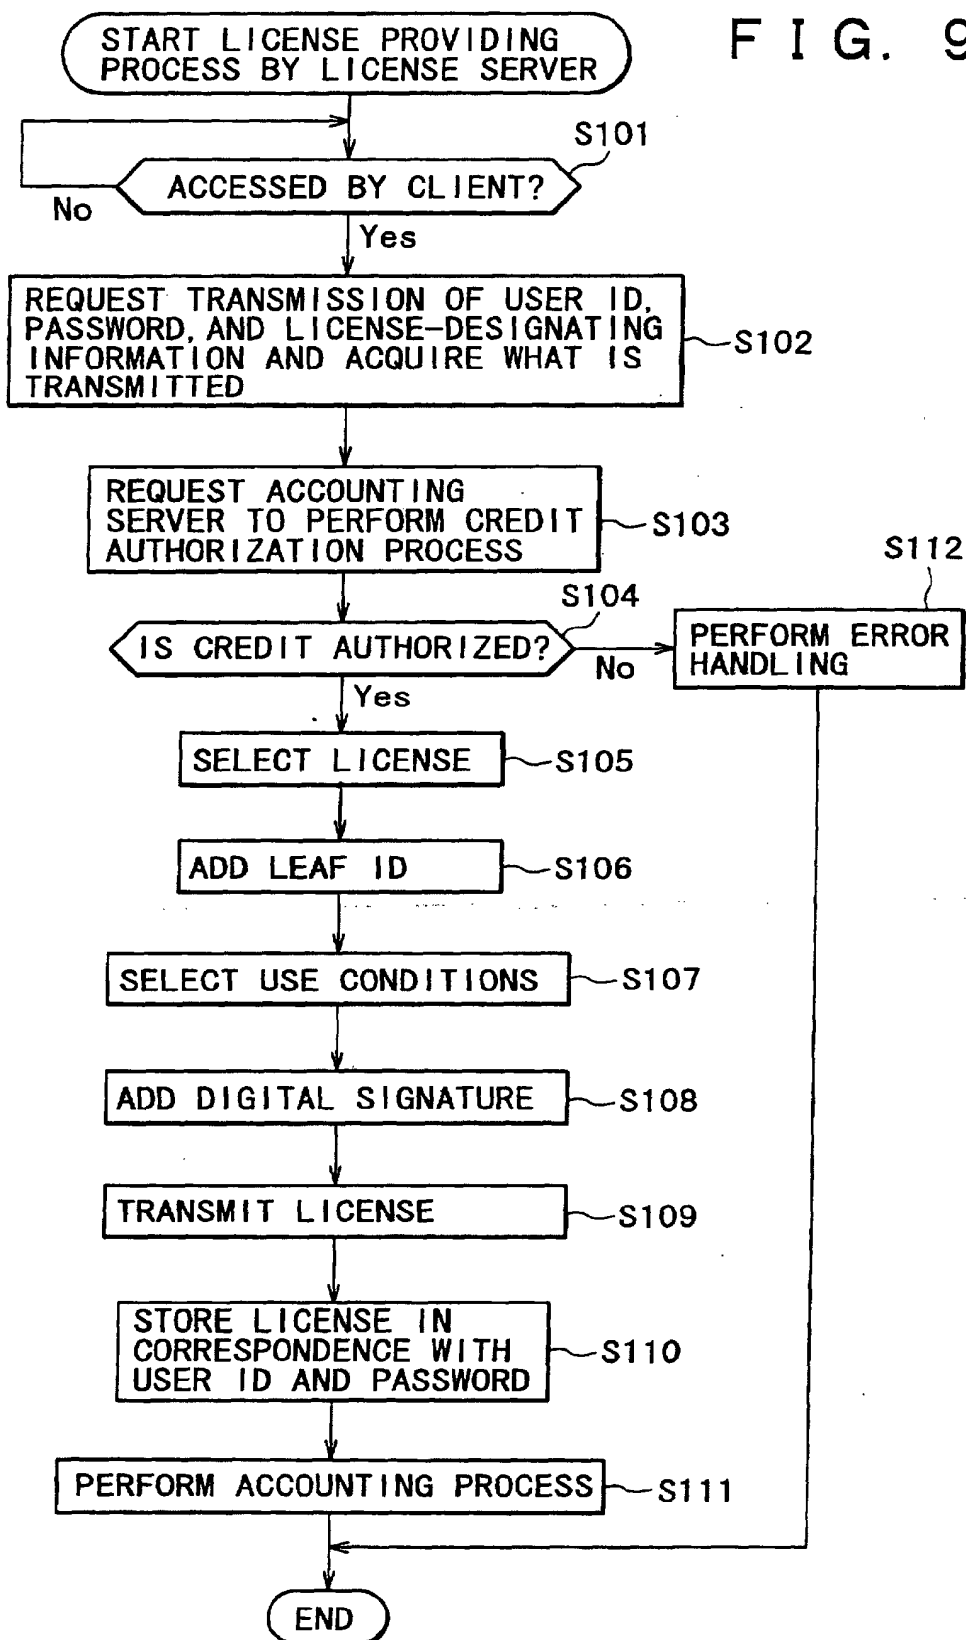 START LICENSE PROVIDING
PROCESS BY LICENSE SERVER
F I G. 9
S101
ACCESSED BY CLIENT?
No
Yes
REQUEST TRANSMISSION OF USER ID,
PASSWORD, AND LICENSE-DESIGNATING
INFORMATION AND ACQUIRE WHAT IS
TRANSMITTED
S102
REQUEST ACCOUNTING
SERVER TO PERFORM CREDIT
AUTHORIZATION PROCESS
S103
S104
IS CREDIT AUTHORIZED?
No
Yes
S112
PERFORM ERROR
HANDLING
SELECT LICENSE
S105
ADD LEAF ID
S106
SELECT USE CONDITIONS
S107
ADD DIGITAL SIGNATURE
S108
TRANSMIT LICENSE
S109
STORE LICENSE IN
CORRESPONDENCE WITH
USER ID AND PASSWORD
S110
PERFORM ACCOUNTING PROCESS
S111
END